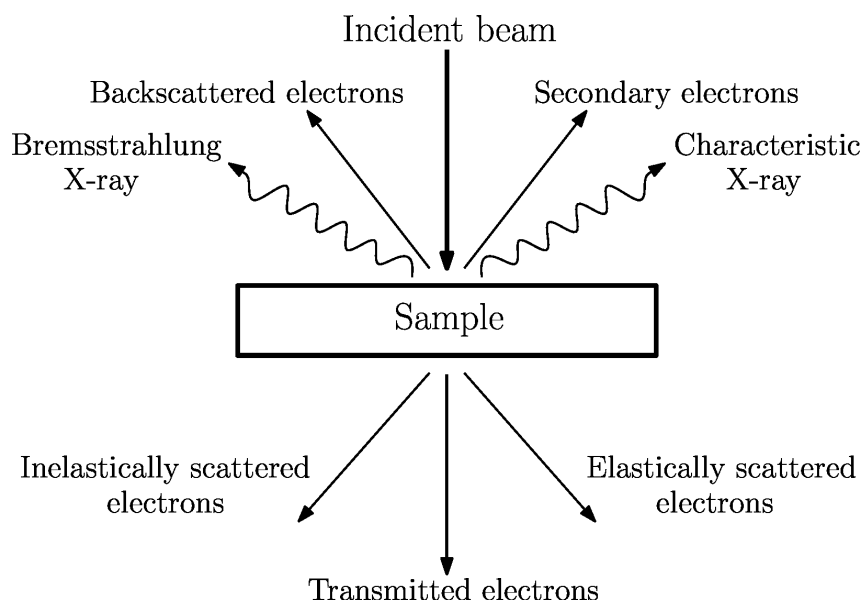 Incident beam
Backscattered electrons
Secondary electrons
Bremsstrahlung
X-ray
Characteristic
X-ray
Sample
Inelastically scattered
electrons
Elastically scattered
electrons
Transmitted electrons